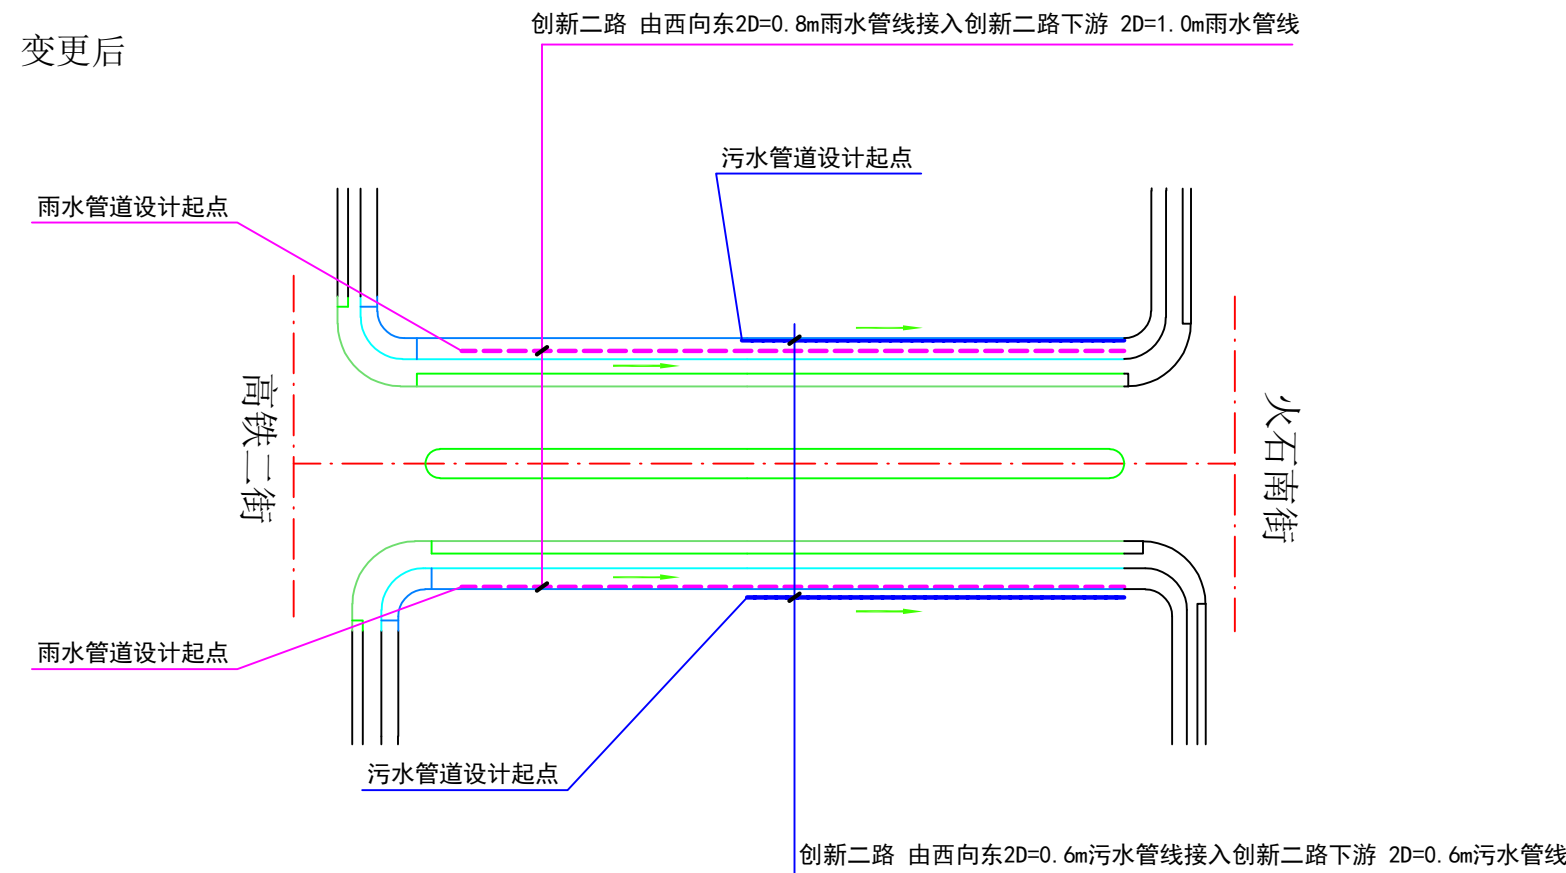 创新二路 由西向东2D=0.8m雨水管线接入创新二路下游 2D=1.0m雨水管线
变更后
污水管道设计起点
雨水管道设计起点
高铁二街
火石南街
雨水管道设计起点
污水管道设计起点
创新二路 由西向东2D=0.6m污水管线接入创新二路下游 2D=0.6m污水管线